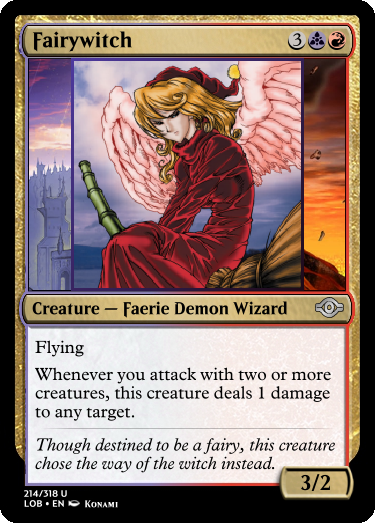 Fairywitch 3
Creature — Faerie Demon Wizard
Flying
Whenever you attack with two or more
creatures, this creature deals 1 damage
to any target.
Though destined to be a fairy, this creature
chose the way of the witch instead.
3/2
214/318 U
LOB • EN Konami